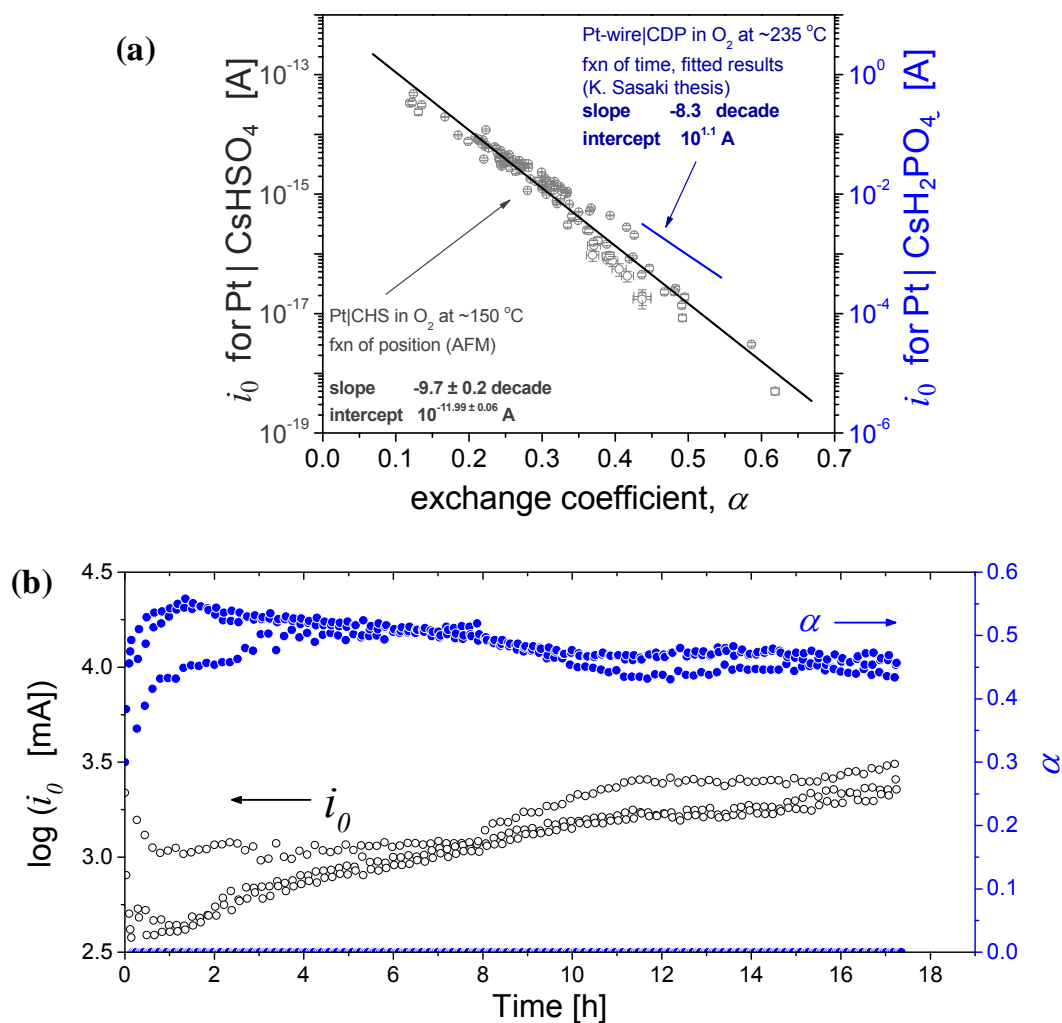 (a)
Pt-wire|CDP in O2 at ~235 °C
fxn of time, fitted results
(K. Sasaki thesis)
slope -8.3 decade
intercept 10^1.1 A
i0 for Pt | CsHSO4 [A]
10^-13
10^-15
10^-17
10^-19
i0 for Pt | CsH2PO4 [A]
10^0
10^-2
10^-4
10^-6
Pt|CHS in O2 at ~150 °C
fxn of position (AFM)
slope -9.7 ± 0.2 decade
intercept 10^-11.99 ± 0.06 A
0.0 0.1 0.2 0.3 0.4 0.5 0.6 0.7
exchange coefficient, α
(b)
log (i0 [mA])
4.5
4.0
3.5
3.0
2.5
α
i0
0.6
0.5
0.4
0.3
0.2
0.1
0.0
α
0 2 4 6 8 10 12 14 16 18
Time [h]